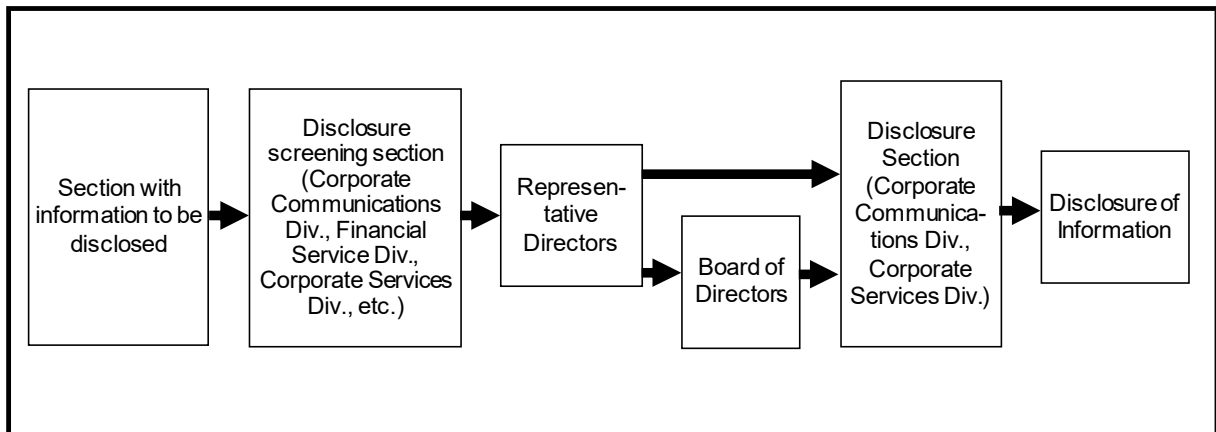 Section with
information to be
disclosed
Disclosure
screening section
(Corporate
Communications
Div., Financial
Service Div.,
Corporate Services
Div., etc.)
Represen-
tative
Directors
Board of
Directors
Disclosure
Section
(Corporate
Communica-
tions Div.,
Corporate
Services Div.)
Disclosure of
Information